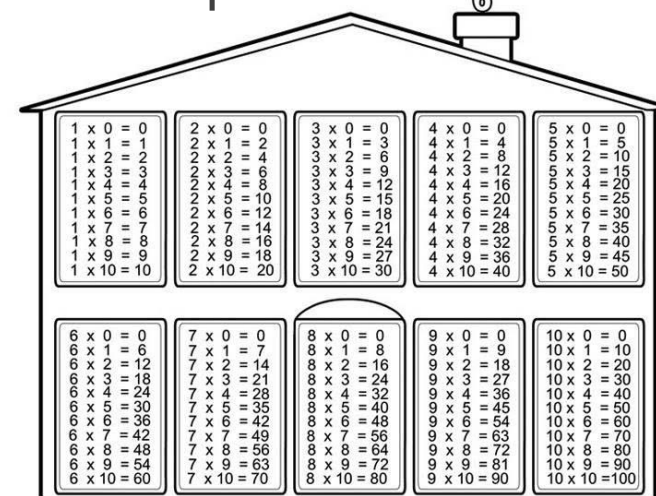 1 x 0 = 0
1 x 1 = 1
1 x 2 = 2
1 x 3 = 3
1 x 4 = 4
1 x 5 = 5
1 x 6 = 6
1 x 7 = 7
1 x 8 = 8
1 x 9 = 9
1 x 10 = 10
2 x 0 = 0
2 x 1 = 2
2 x 2 = 4
2 x 3 = 6
2 x 4 = 8
2 x 5 = 10
2 x 6 = 12
2 x 7 = 14
2 x 8 = 16
2 x 9 = 18
2 x 10 = 20
3 x 0 = 0
3 x 1 = 3
3 x 2 = 6
3 x 3 = 9
3 x 4 = 12
3 x 5 = 15
3 x 6 = 18
3 x 7 = 21
3 x 8 = 24
3 x 9 = 27
3 x 10 = 30
4 x 0 = 0
4 x 1 = 4
4 x 2 = 8
4 x 3 = 12
4 x 4 = 16
4 x 5 = 20
4 x 6 = 24
4 x 7 = 28
4 x 8 = 32
4 x 9 = 36
4 x 10 = 40
5 x 0 = 0
5 x 1 = 5
5 x 2 = 10
5 x 3 = 15
5 x 4 = 20
5 x 5 = 25
5 x 6 = 30
5 x 7 = 35
5 x 8 = 40
5 x 9 = 45
5 x 10 = 50
6 x 0 = 0
6 x 1 = 6
6 x 2 = 12
6 x 3 = 18
6 x 4 = 24
6 x 5 = 30
6 x 6 = 36
6 x 7 = 42
6 x 8 = 48
6 x 9 = 54
6 x 10 = 60
7 x 0 = 0
7 x 1 = 7
7 x 2 = 14
7 x 3 = 21
7 x 4 = 28
7 x 5 = 35
7 x 6 = 42
7 x 7 = 49
7 x 8 = 56
7 x 9 = 63
7 x 10 = 70
8 x 0 = 0
8 x 1 = 8
8 x 2 = 16
8 x 3 = 24
8 x 4 = 32
8 x 5 = 40
8 x 6 = 48
8 x 7 = 56
8 x 8 = 64
8 x 9 = 72
8 x 10 = 80
9 x 0 = 0
9 x 1 = 9
9 x 2 = 18
9 x 3 = 27
9 x 4 = 36
9 x 5 = 45
9 x 6 = 54
9 x 7 = 63
9 x 8 = 72
9 x 9 = 81
9 x 10 = 90
10 x 0 = 0
10 x 1 = 10
10 x 2 = 20
10 x 3 = 30
10 x 4 = 40
10 x 5 = 50
10 x 6 = 60
10 x 7 = 70
10 x 8 = 80
10 x 9 = 90
10 x 10 =100